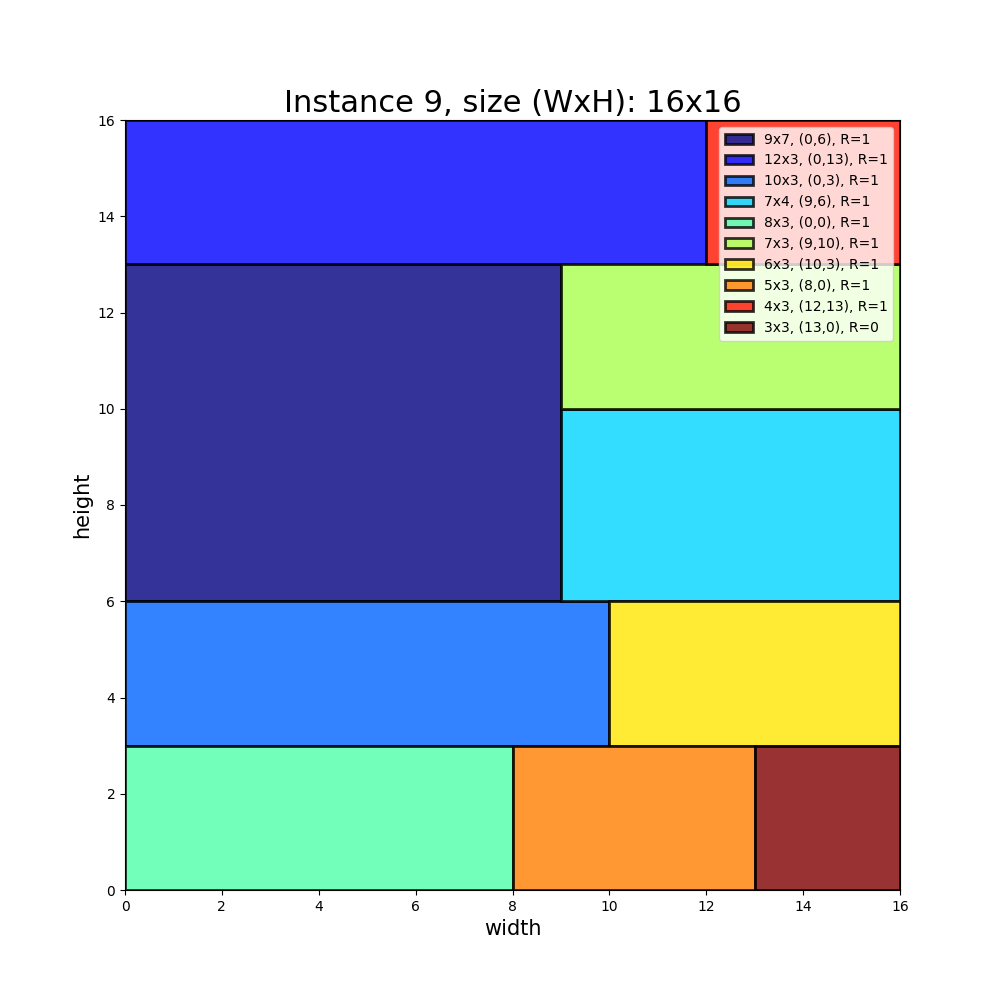 Instance 9, size (WxH): 16x16
16
14
12
10
8
6
4
2
0
height
9x7, (0,6), R=1
12x3, (0,13), R=1
10x3, (0,3), R=1
7x4, (9,6), R=1
8x3, (0,0), R=1
7x3, (9,10), R=1
6x3, (10,3), R=1
5x3, (8,0), R=1
4x3, (12,13), R=1
3x3, (13,0), R=0
0 2 4 6 8 10 12 14 16
width